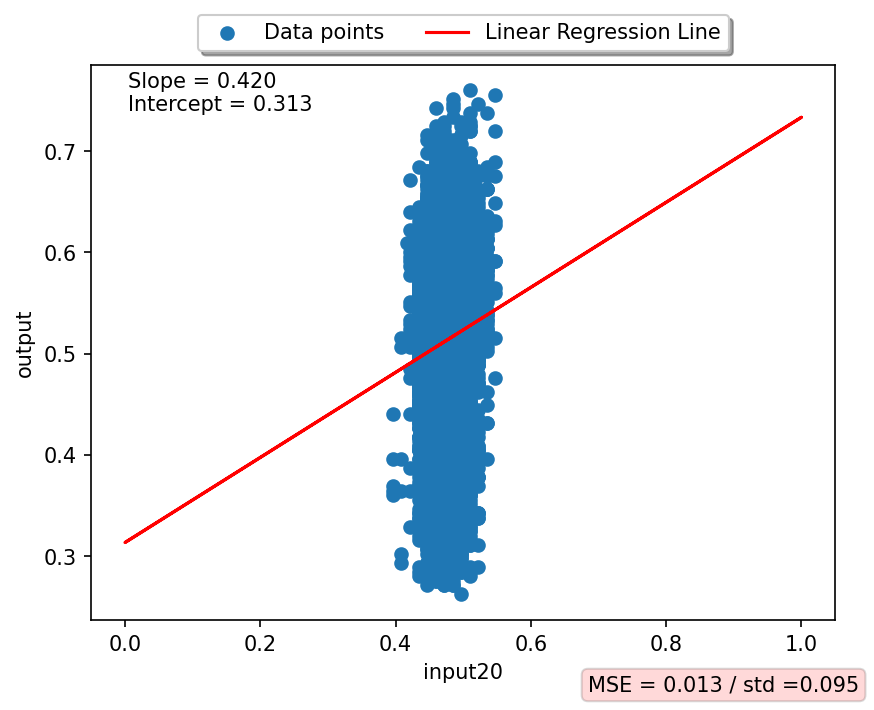 Data points
Linear Regression Line
Slope = 0.420
Intercept = 0.313
output
0.7
0.6
0.5
0.4
0.3
0.0 0.2 0.4 0.6 0.8 1.0
input20
MSE = 0.013 / std =0.095